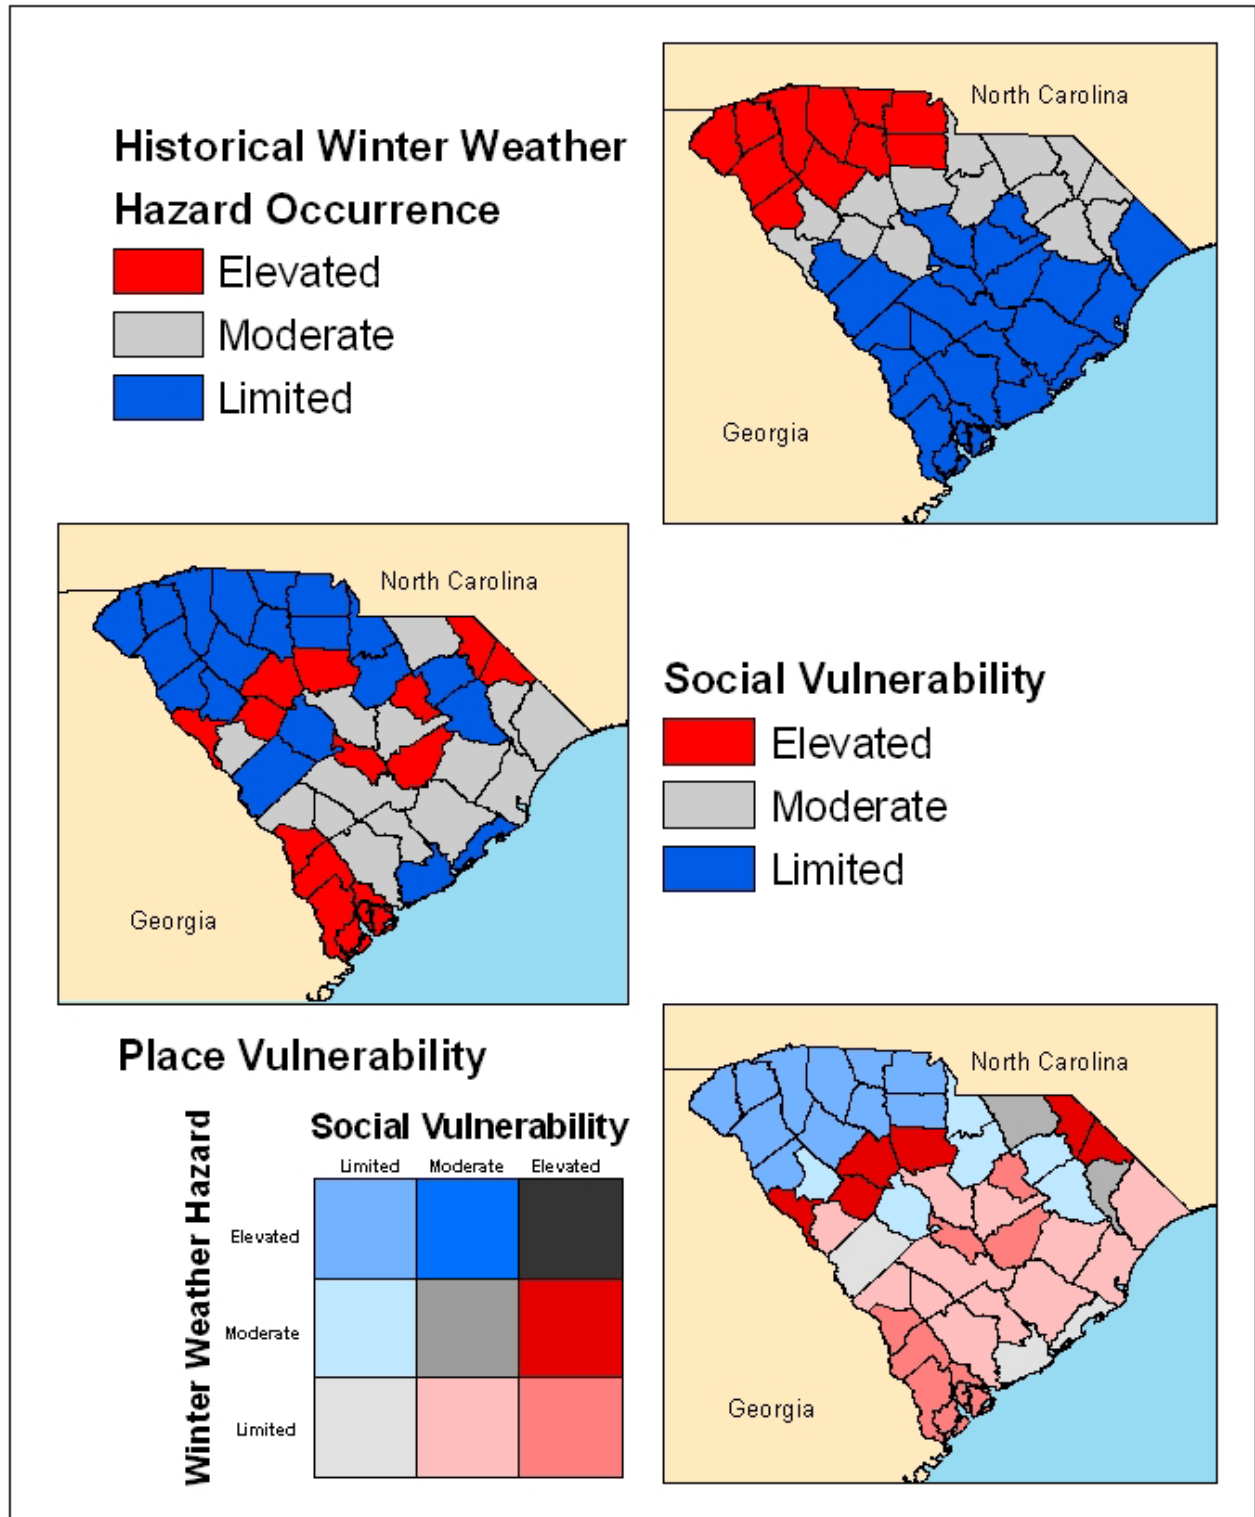 North Carolina
Historical Winter Weather
Hazard Occurrence
Elevated
Moderate
Limited
Georgia
North Carolina
Social Vulnerability
Elevated
Moderate
Limited
Georgia
Place Vulnerability
North Carolina
Social Vulnerability
Limited Moderate Elevated
Winter Weather Hazard
Elevated
Moderate
Limited
Georgia